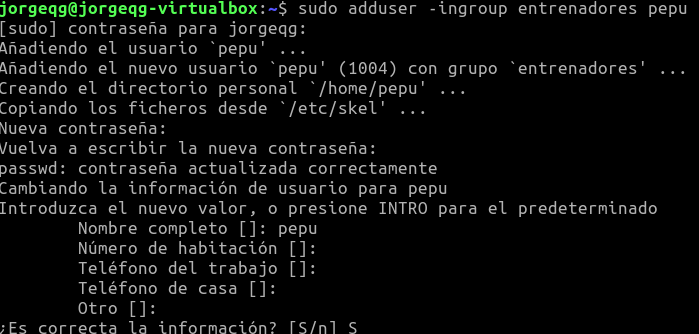 jorgeqg@jorgeqg-virtualbox:~$ sudo adduser -ingroup entrenadores pepu
[sudo] contraseña para jorgeqg:
Añadiendo el usuario `pepu' ...
Añadiendo el nuevo usuario `pepu' (1004) con grupo `entrenadores' ...
Creando el directorio personal `/home/pepu' ...
Copiando los ficheros desde `/etc/skel' ...
Nueva contraseña:
Vuelva a escribir la nueva contraseña:
passwd: contraseña actualizada correctamente
Cambiando la información de usuario para pepu
Introduzca el nuevo valor, o presione INTRO para el predeterminado
        Nombre completo []: pepu
        Número de habitación []:
        Teléfono del trabajo []:
        Teléfono de casa []:
        Otro []:
¿Es correcta la información? [S/n] S